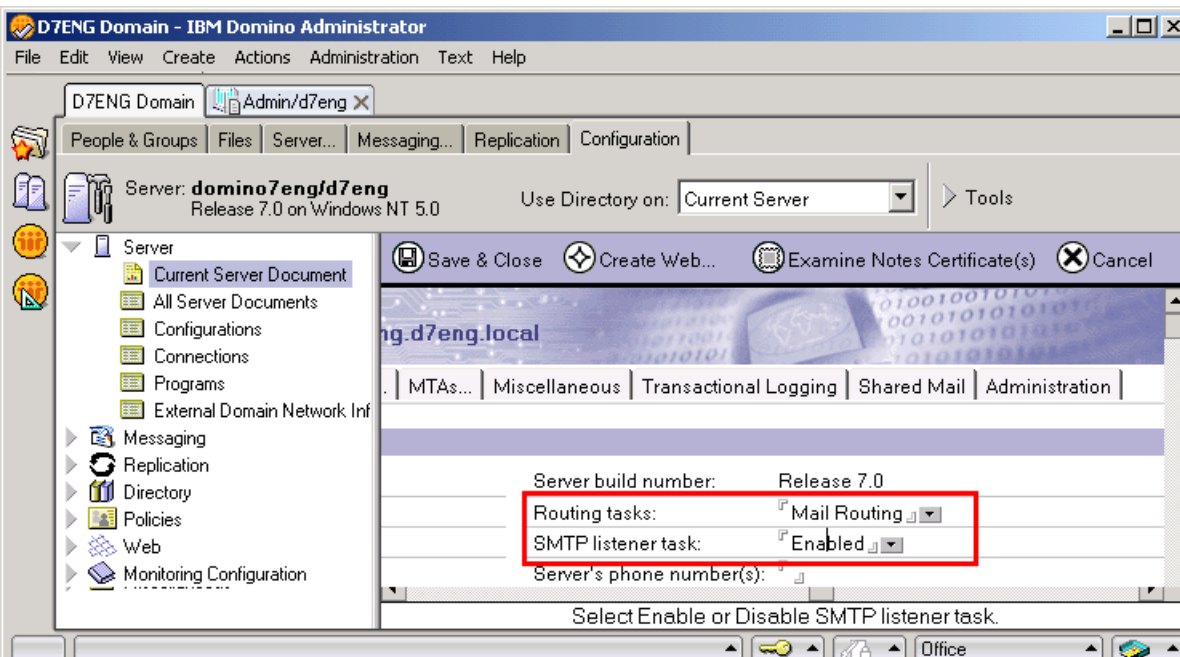 D7ENG Domain - IBM Domino Administrator
File Edit View Create Actions Administration Text Help
D7ENG Domain Admin/d7eng
People & Groups Files Server... Messaging... Replication Configuration
Server: domino7eng/d7eng
Release 7.0 on Windows NT 5.0
Use Directory on: Current Server
Tools
Server
Current Server Document
All Server Documents
Configurations
Connections
Programs
External Domain Network Inf
Messaging
Replication
Directory
Policies
Web
Monitoring Configuration
Save & Close Create Web... Examine Notes Certificate(s) Cancel
ng.d7eng.local
. MTAs... Miscellaneous Transactional Logging Shared Mail Administration
Server build number: Release 7.0
Routing tasks: Mail Routing
SMTP listener task: Enabled
Server's phone number(s):
Select Enable or Disable SMTP listener task.
Office